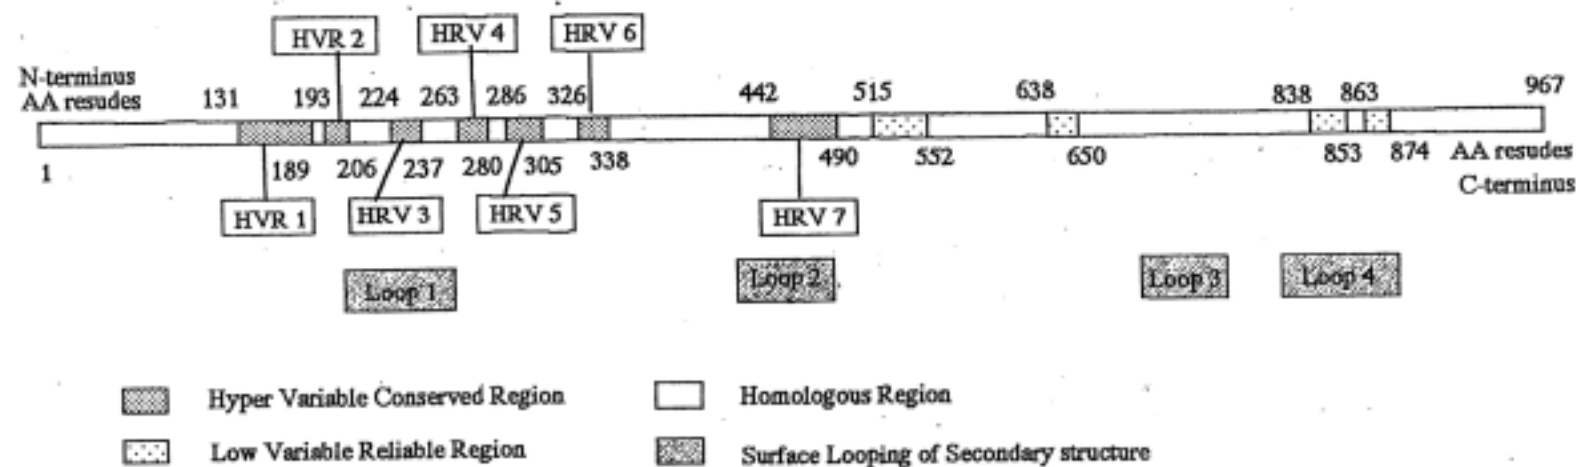 HVR 2
HRV 4
HRV 6
N-terminus
AA resudes
131
193
224
263
286
326
442
515
638
838
863
967
1
189
206
237
280
305
338
490
552
650
853
874
AA resudes
C-terminus
HVR 1
HRV 3
HRV 5
HRV 7
Loop 1
Loop 2
Loop 3
Loop 4
Hyper Variable Conserved Region
Homologous Region
Low Variable Reliable Region
Surface Looping of Secondary structure